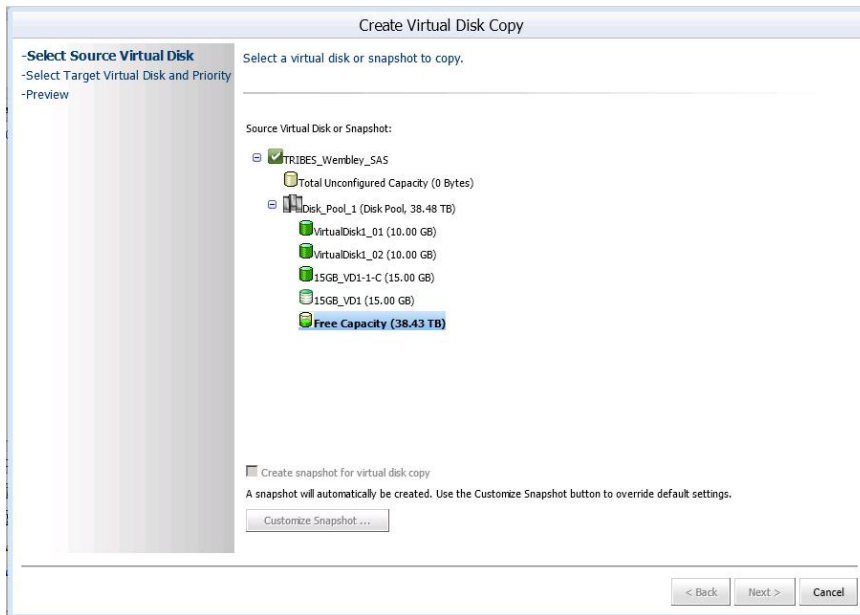 Create Virtual Disk Copy
-Select Source Virtual Disk
-Select Target Virtual Disk and Priority
-Preview
Select a virtual disk or snapshot to copy.
Source Virtual Disk or Snapshot:
TRIBES_Wembley_SAS
Total Unconfigured Capacity (0 Bytes)
Disk_Pool_1 (Disk Pool, 38.48 TB)
VirtualDisk1_01 (10.00 GB)
VirtualDisk1_02 (10.00 GB)
15GB_VD1-1-C (15.00 GB)
15GB_VD1 (15.00 GB)
Free Capacity (38.43 TB)
Create snapshot for virtual disk copy
A snapshot will automatically be created. Use the Customize Snapshot button to override default settings.
Customize Snapshot ...
< Back
Next >
Cancel